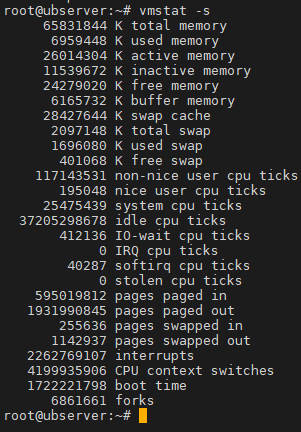 root@ubserver:~# vmstat -s
65831844 K total memory
6959448 K used memory
26014304 K active memory
11539672 K inactive memory
24279020 K free memory
6165732 K buffer memory
28427644 K swap cache
2097148 K total swap
1696080 K used swap
401068 K free swap
117143531 non-nice user cpu ticks
195048 nice user cpu ticks
25475439 system cpu ticks
37205298678 idle cpu ticks
412136 IO-wait cpu ticks
0 IRQ cpu ticks
40287 softirq cpu ticks
0 stolen cpu ticks
595019812 pages paged in
1931990845 pages paged out
255636 pages swapped in
1142937 pages swapped out
2262769107 interrupts
4199935906 CPU context switches
1722221798 boot time
6861661 forks
root@ubserver:~#